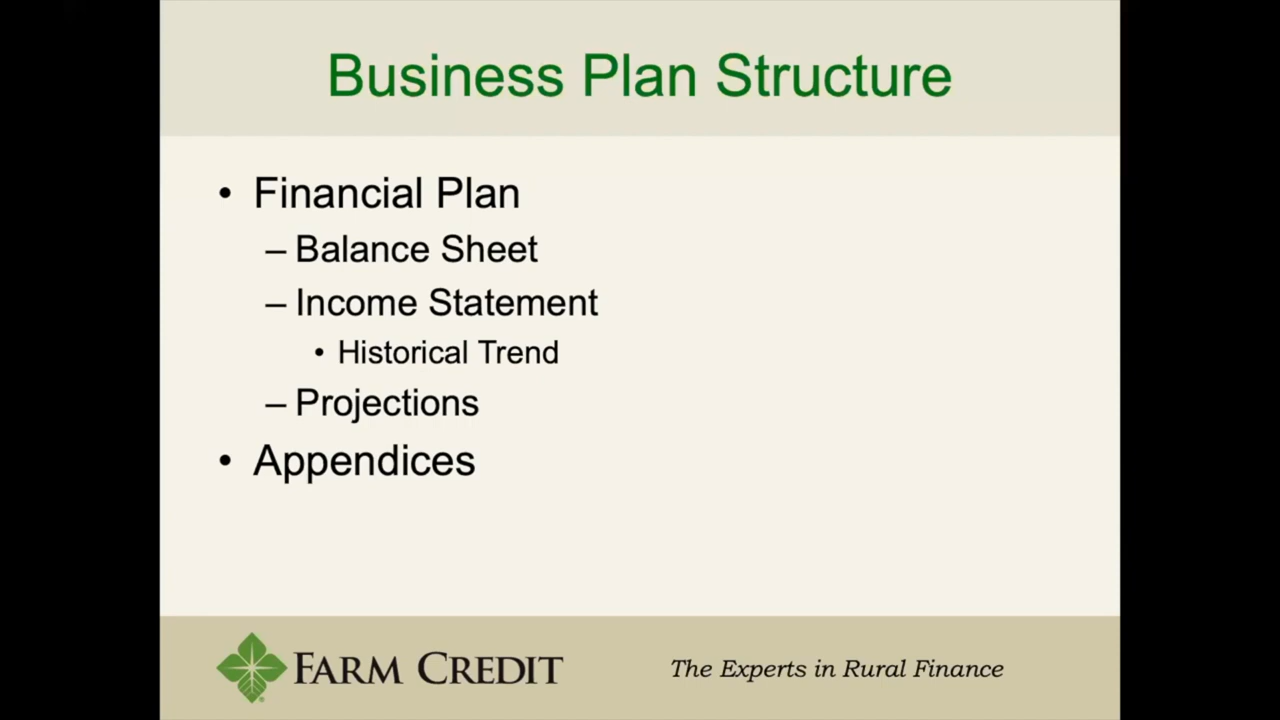 Business Plan Structure
• Financial Plan
– Balance Sheet
– Income Statement
• Historical Trend
– Projections
• Appendices
FARM CREDIT
The Experts in Rural Finance